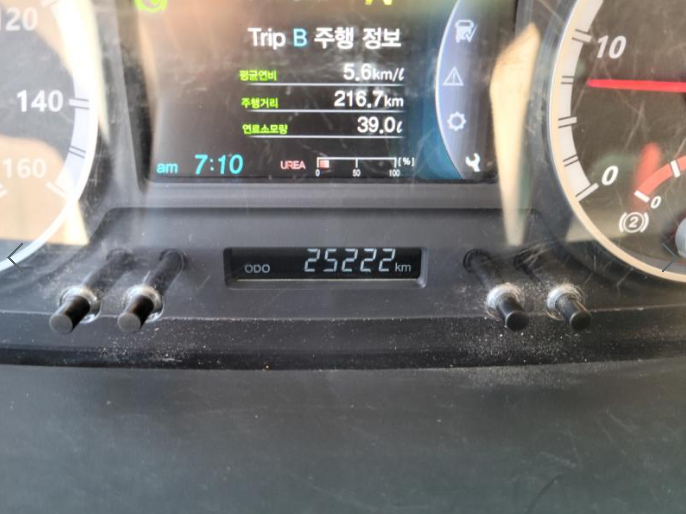 120
140
160
Trip B 주행 정보
평균연비 5.6km/ℓ
주행거리 216.7km
연료소모량 39.0ℓ
am 7:10
UREA [%]
0 50 100
10
0
0
②
ODO 25222 km